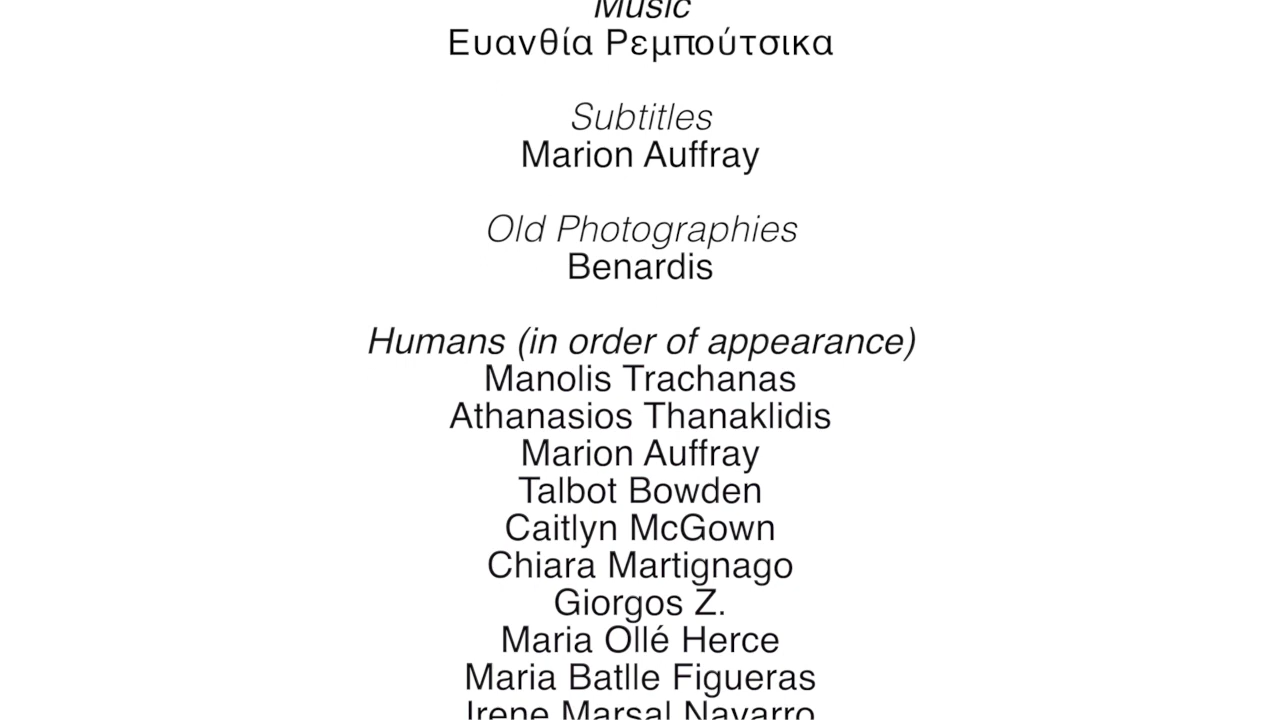 Music
Ευανθία Ρεμπούτσικα
Subtitles
Marion Auffray
Old Photographies
Benardis
Humans (in order of appearance)
Manolis Trachanas
Athanasios Thanaklidis
Marion Auffray
Talbot Bowden
Caitlyn McGown
Chiara Martignago
Giorgos Z.
Maria Ollé Herce
Maria Batlle Figueras
Irene Marsal Navarro